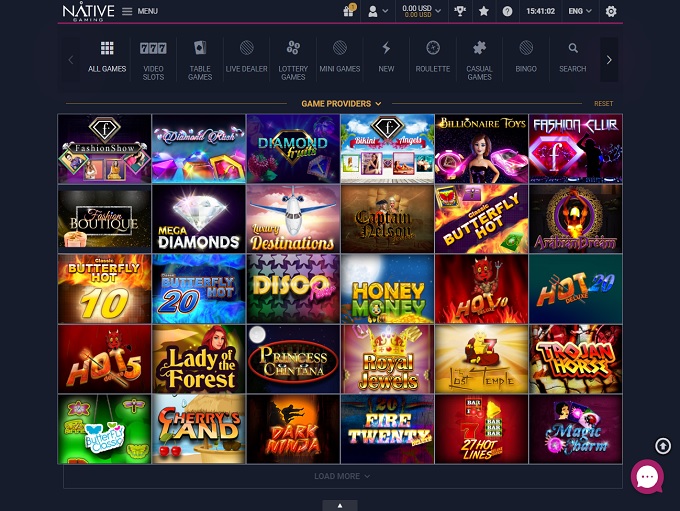 NATIVE
GAMING
MENU
0.00 USD
0.00 USD
15:41:02
ENG
ALL GAMES
VIDEO
SLOTS
TABLE
GAMES
LIVE DEALER
LOTTERY
GAMES
MINI GAMES
NEW
ROULETTE
CASUAL
GAMES
BINGO
SEARCH
GAME PROVIDERS
RESET
FashionShow
Diamond Rush
DIAMOND
fruits
Bikini Angels
BILLIONAIRE TOYS
FASHION CLUB
Fashion
BOUTIQUE
MEGA
DIAMONDS
Luxury
Destinations
Captain
Nelson
Classic
BUTTERFLY
HOT
Arabian Dream
Classic
BUTTERFLY
HOT
10
Classic
BUTTERFLY
20 HOT
DISCO
HONEY
MONEY
HOT
HOT 20
DELUXE
HOT 5
Lady of
the
Forest
PRINCESS
CHINTANA
Royal
Jewels
LOST TEMPLE
TROJAN
HORSE
Butterfly
Classic
CHERRY'S
LAND
DARK
NINJA
20
FIRE
TWENTY
DELUXE
BAR
7
BAR
27 HOT
LINES
Magic
Charm
LOAD MORE